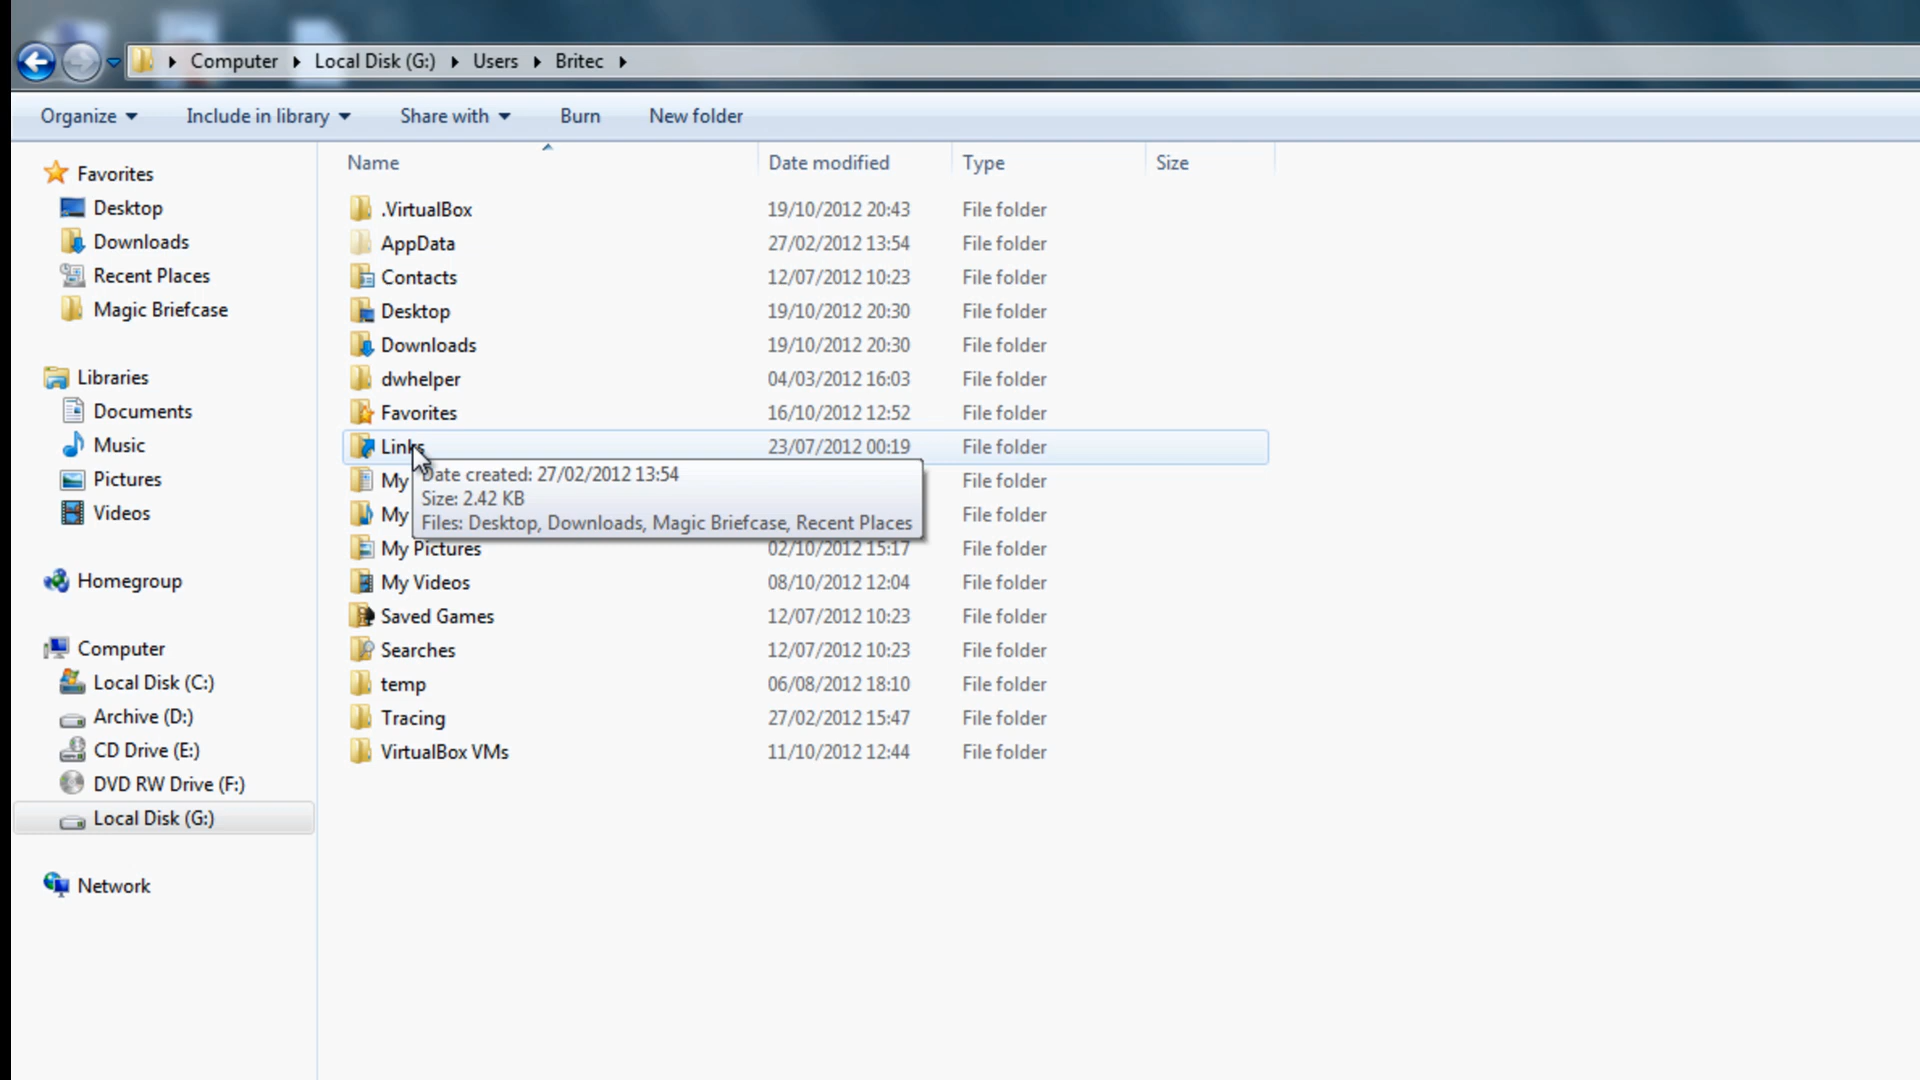 Computer Local Disk (G:) Users Britec
Organize Include in library Share with Burn New folder
Favorites
Desktop
Downloads
Recent Places
Magic Briefcase
Libraries
Documents
Music
Pictures
Videos
Homegroup
Computer
Local Disk (C:)
Archive (D:)
CD Drive (E:)
DVD RW Drive (F:)
Local Disk (G:)
Network
Name Date modified Type Size
.VirtualBox 19/10/2012 20:43 File folder
AppData 27/02/2012 13:54 File folder
Contacts 12/07/2012 10:23 File folder
Desktop 19/10/2012 20:30 File folder
Downloads 19/10/2012 20:30 File folder
dwhelper 04/03/2012 16:03 File folder
Favorites 16/10/2012 12:52 File folder
Links 23/07/2012 00:19 File folder
Date created: 27/02/2012 13:54
Size: 2.42 KB
Files: Desktop, Downloads, Magic Briefcase, Recent Places
My File folder
My File folder
My Pictures 02/10/2012 15:17 File folder
My Videos 08/10/2012 12:04 File folder
Saved Games 12/07/2012 10:23 File folder
Searches 12/07/2012 10:23 File folder
temp 06/08/2012 18:10 File folder
Tracing 27/02/2012 15:47 File folder
VirtualBox VMs 11/10/2012 12:44 File folder